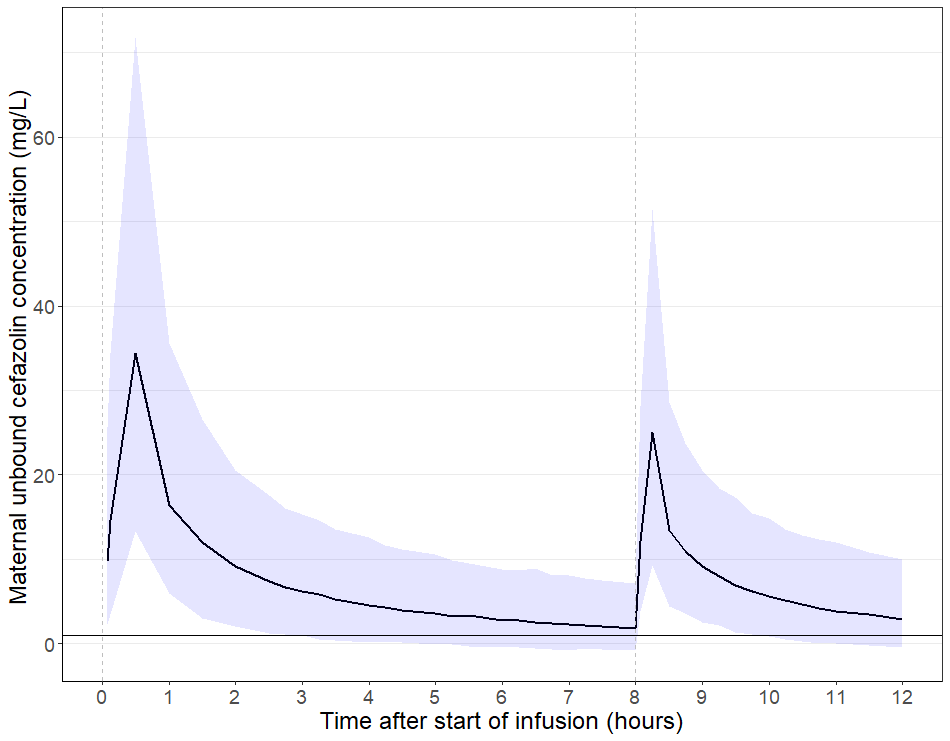 Maternal unbound cefazolin concentration (mg/L)
60
40
20
0
0 1 2 3 4 5 6 7 8 9 10 11 12
Time after start of infusion (hours)